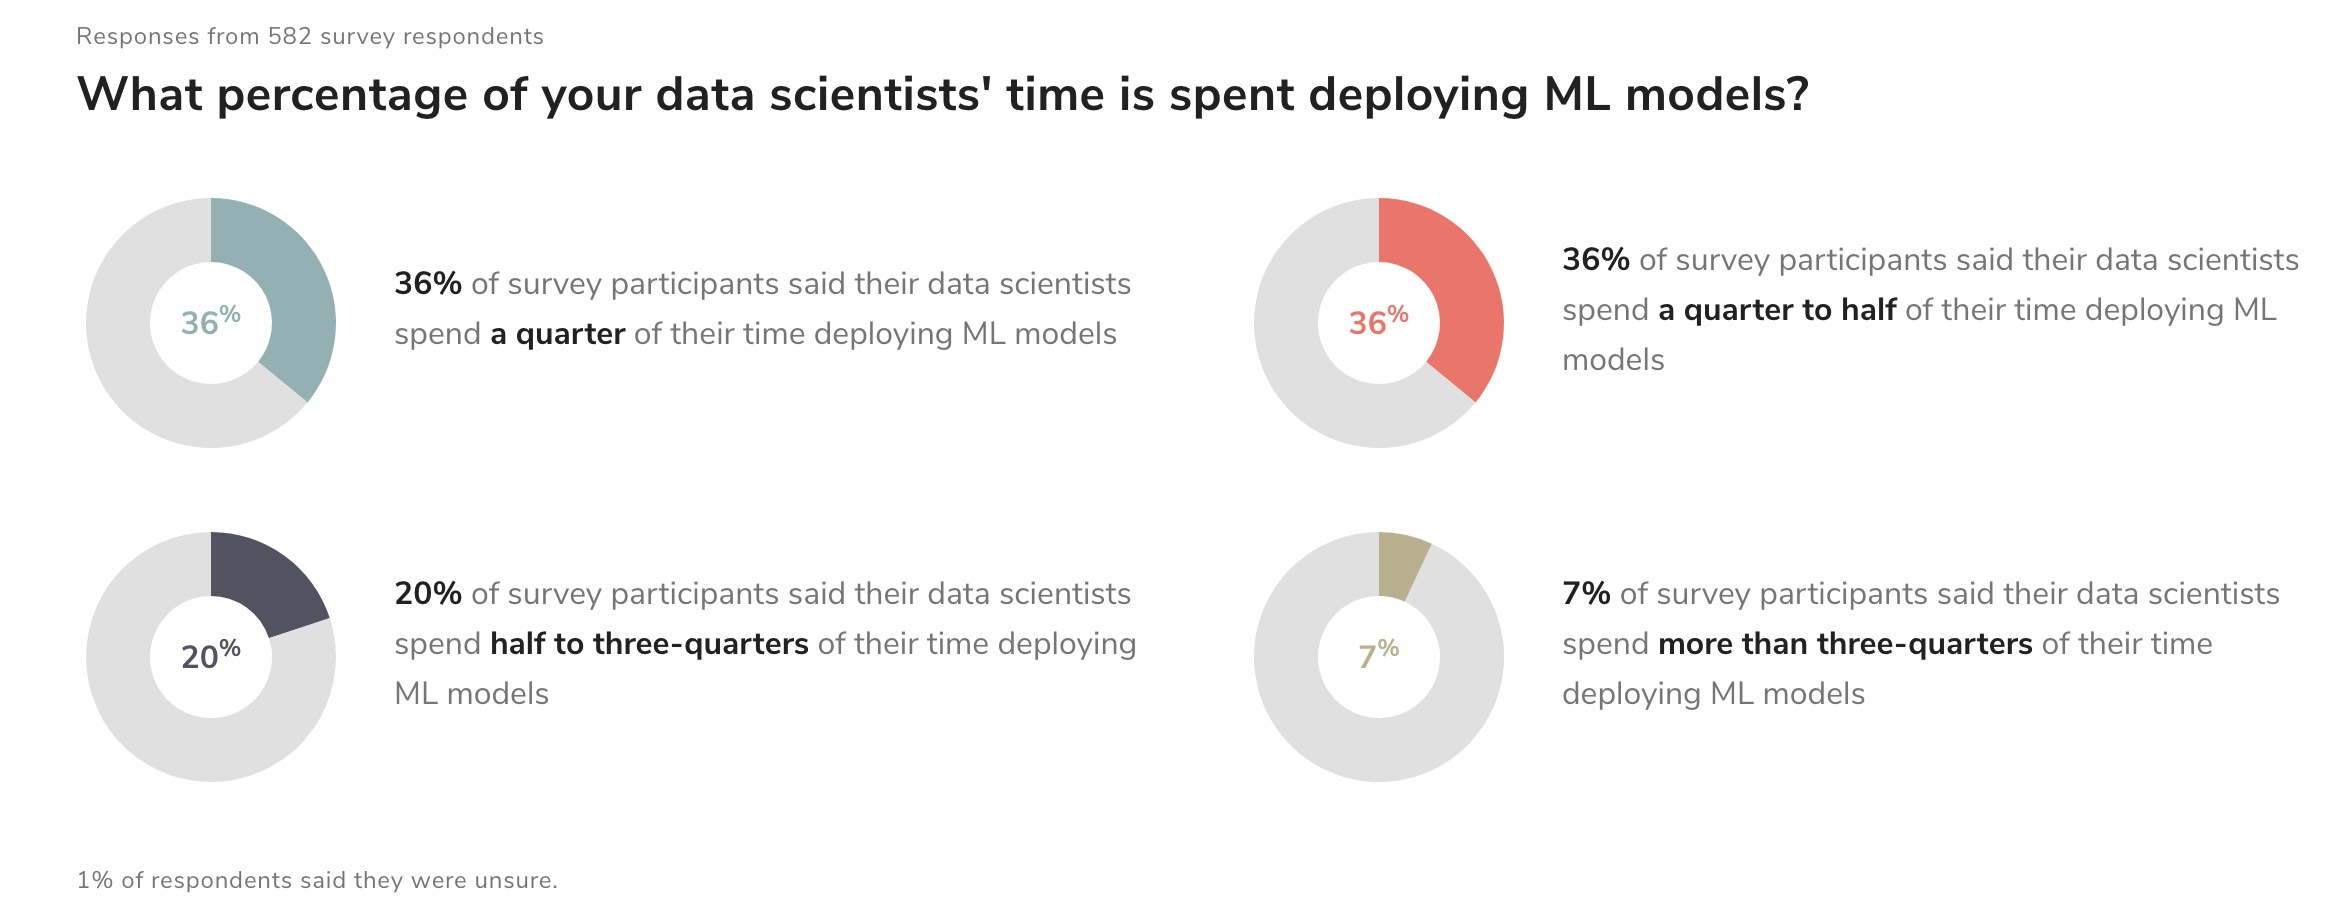 Responses from 582 survey respondents
What percentage of your data scientists' time is spent deploying ML models?
36%
36% of survey participants said their data scientists
spend a quarter of their time deploying ML models
36%
36% of survey participants said their data scientists
spend a quarter to half of their time deploying ML
models
20%
20% of survey participants said their data scientists
spend half to three-quarters of their time deploying
ML models
7%
7% of survey participants said their data scientists
spend more than three-quarters of their time
deploying ML models
1% of respondents said they were unsure.